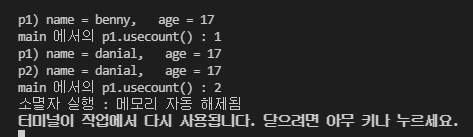 p1) name = benny,   age = 17
main 에서의 p1.usecount() : 1
p1) name = danial,   age = 17
p2) name = danial,   age = 17
main 에서의 p1.usecount() : 2
소멸자 실행 : 메모리 자동 해제됨
터미널이 작업에서 다시 사용됩니다. 닫으려면 아무 키나 누르세요.